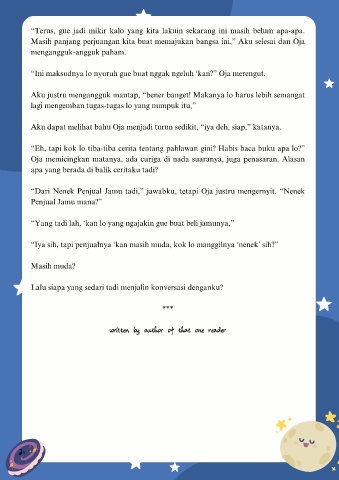 “Terus, gue jadi mikir kalo yang kita lakuin sekarang ini masih belum apa-apa.
Masih panjang perjuangan kita buat memajukan bangsa ini,” Aku selesai dan Oja
mengangguk-angguk paham.
“Ini maksudnya lo nyuruh gue buat nggak ngeluh ‘kan?” Oja merengut.
Aku justru mengangguk mantap, “bener banget! Makanya lo harus lebih semangat
lagi mengemban tugas-tugas lo yang numpuk itu,”
Aku dapat melihat bahu Oja menjadi turun sedikit, “iya deh, siap,” katanya.
“Eh, tapi kok lo tiba-tiba cerita tentang pahlawan gini? Habis baca buku apa lo?”
Oja memicingkan matanya, ada curiga di nada suaranya, juga penasaran. Alasan
apa yang berada di balik ceritaku tadi?
“Dari Nenek Penjual Jamu tadi,” jawabku, tetapi Oja justru mengernyit. “Nenek
Penjual Jamu mana?”
“Yang tadi lah, ‘kan lo yang ngajakin gue buat beli jamunya,”
“Iya sih, tapi penjualnya ‘kan masih muda, kok lo manggilnya ‘nenek’ sih?”
Masih muda?
Lalu siapa yang sedari tadi menjalin konversasi denganku?
***
written by author of that one reader